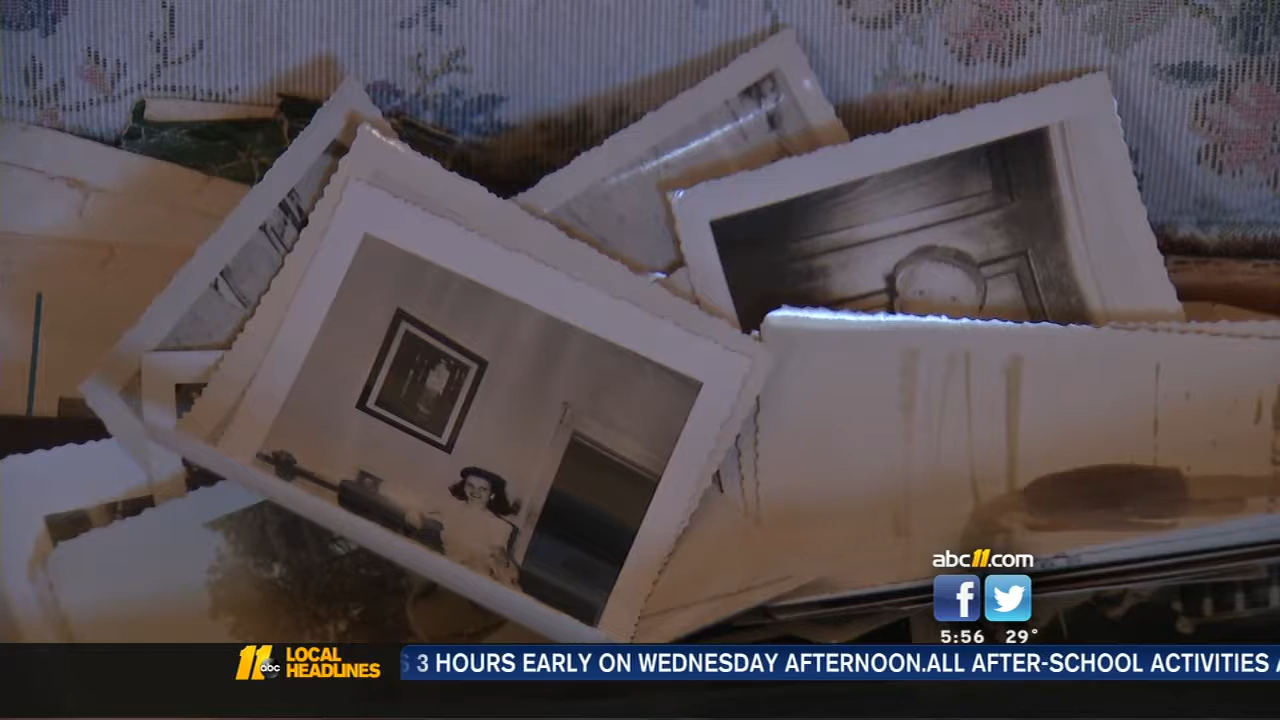 abc11.com
f
5:56 29°
11 abc LOCAL HEADLINES
3 HOURS EARLY ON WEDNESDAY AFTERNOON.ALL AFTER-SCHOOL ACTIVITIES